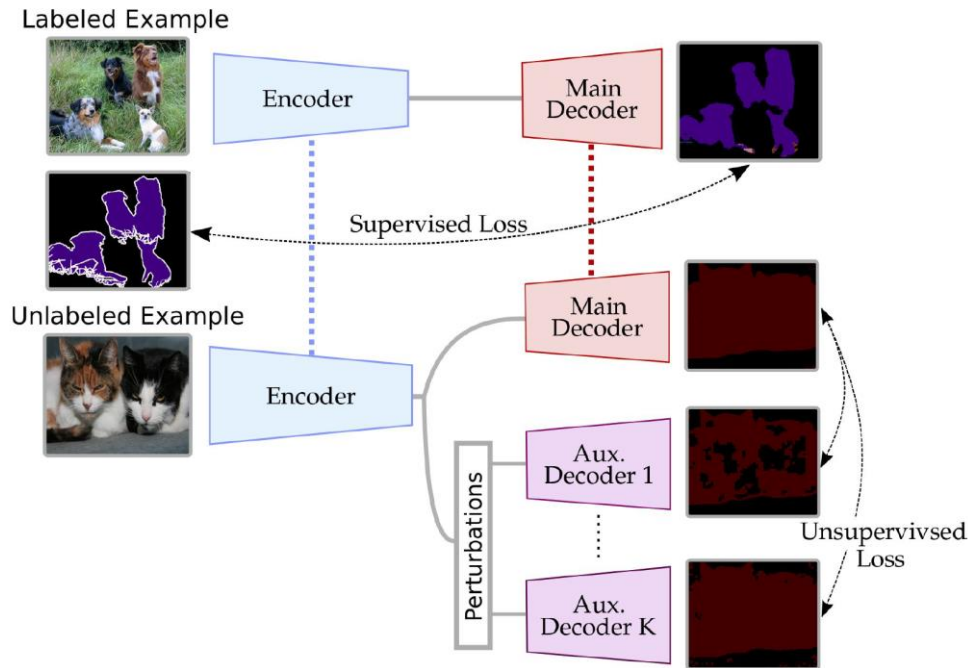 Labeled Example
Encoder
Main
Decoder
Supervised Loss
Unlabeled Example
Main
Decoder
Encoder
Perturbations
Aux.
Decoder 1
Unsupervivsed
Loss
Aux.
Decoder K